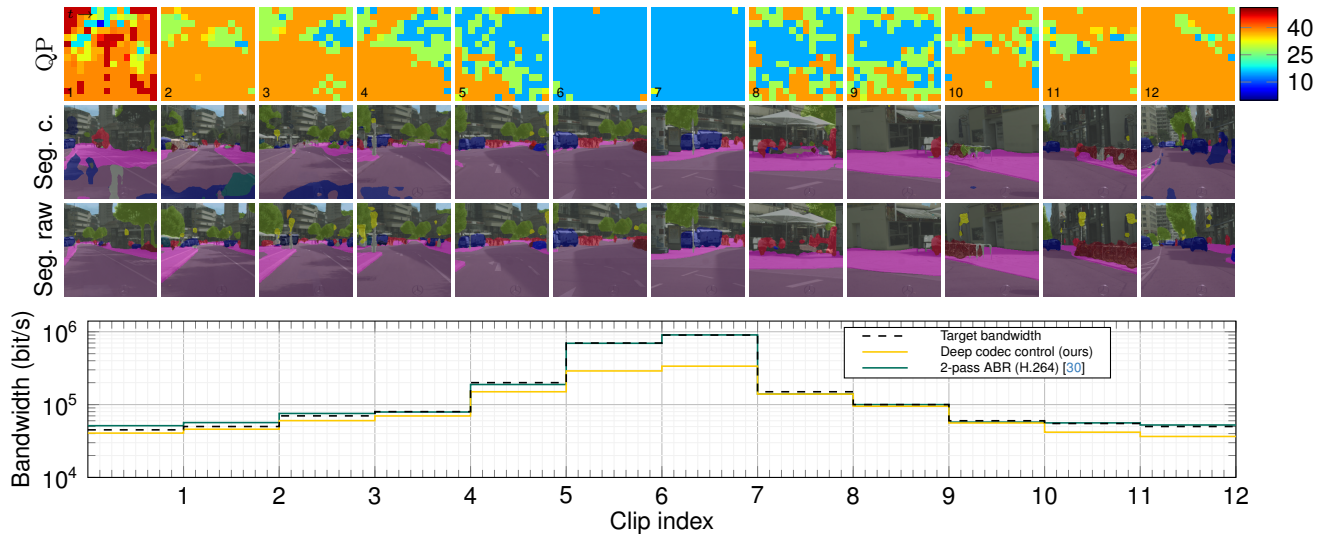 QP
t
1 2 3 4 5 6 7 8 9 10 11 12
40
25
10
Seg. c.
Seg. raw
Bandwidth (bit/s)
10^6
10^5
10^4
Target bandwidth
Deep codec control (ours)
2-pass ABR (H.264) [30]
1 2 3 4 5 6 7 8 9 10 11 12
Clip index